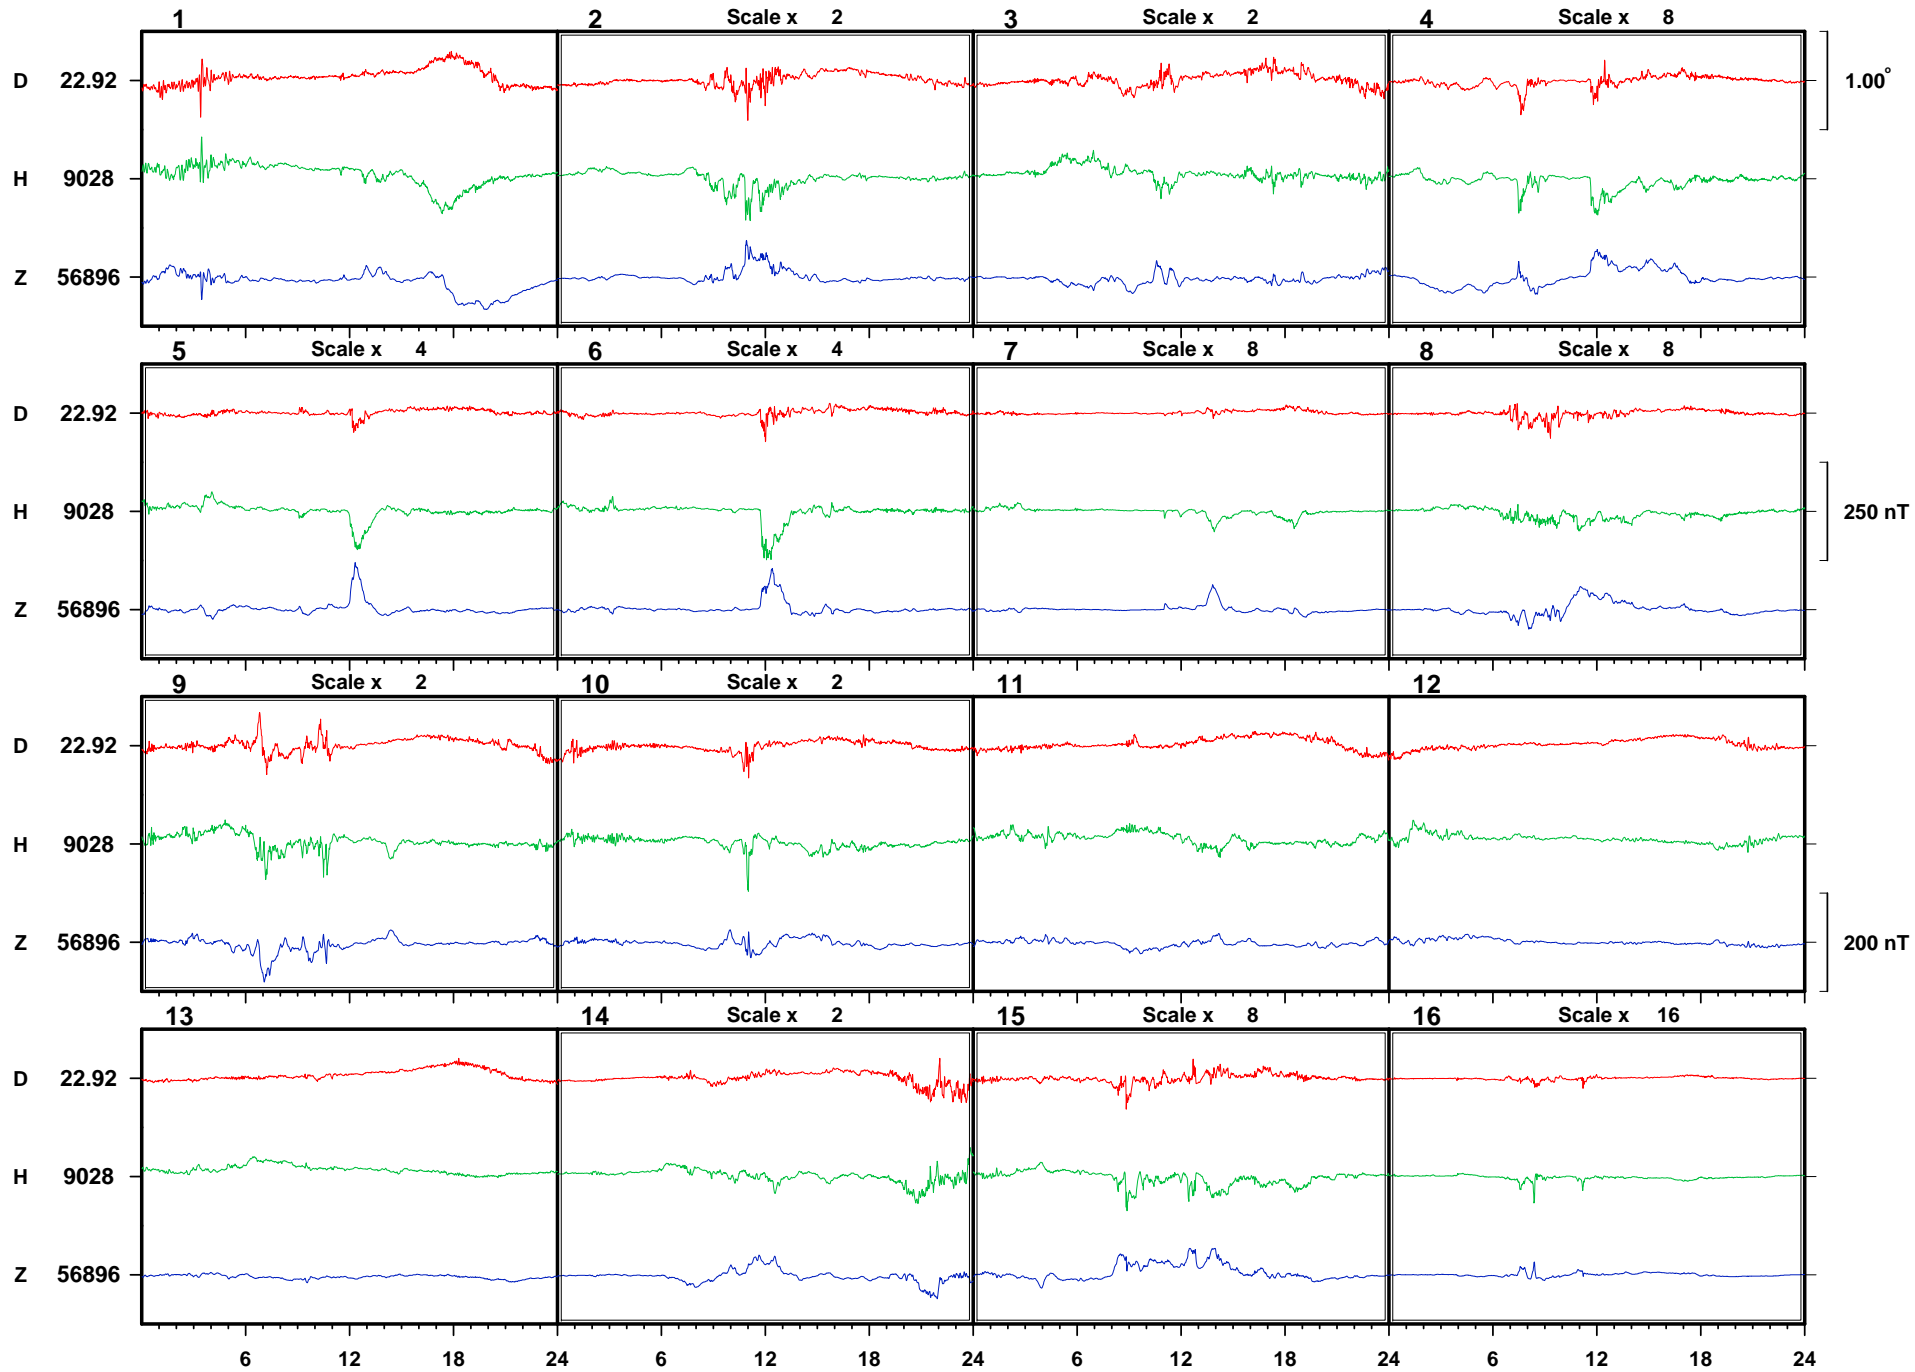 1 2 Scale x 2 3 Scale x 2 4 Scale x 8
D 22.92 1.00°
H 9028
Z 56896
5 Scale x 4 6 Scale x 4 7 Scale x 8 8 Scale x 8
D 22.92
H 9028 250 nT
Z 56896
9 Scale x 2 10 Scale x 2 11 12
D 22.92
H 9028
Z 56896 200 nT
13 14 Scale x 2 15 Scale x 8 16 Scale x 16
D 22.92
H 9028
Z 56896
6 12 18 24 6 12 18 24 6 12 18 24 6 12 18 24